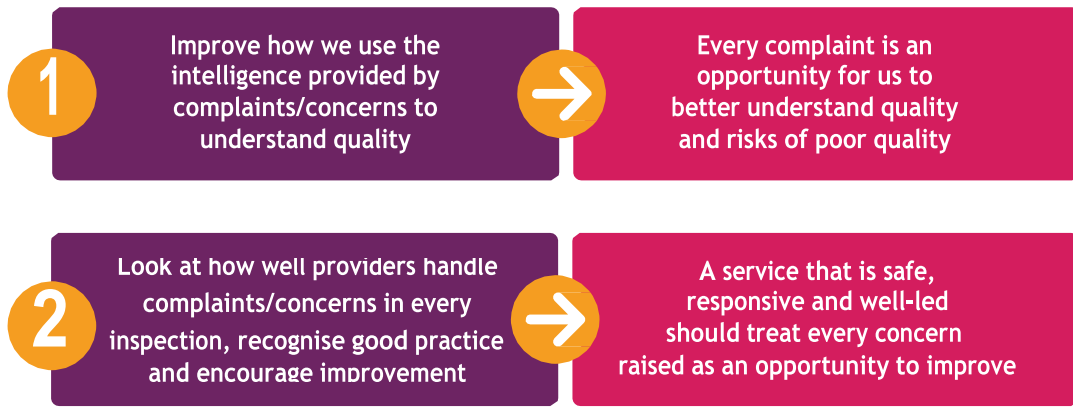 1
Improve how we use the
intelligence provided by
complaints/concerns to
understand quality
Every complaint is an
opportunity for us to
better understand quality
and risks of poor quality
2
Look at how well providers handle
complaints/concerns in every
inspection, recognise good practice
and encourage improvement
A service that is safe,
responsive and well-led
should treat every concern
raised as an opportunity to improve